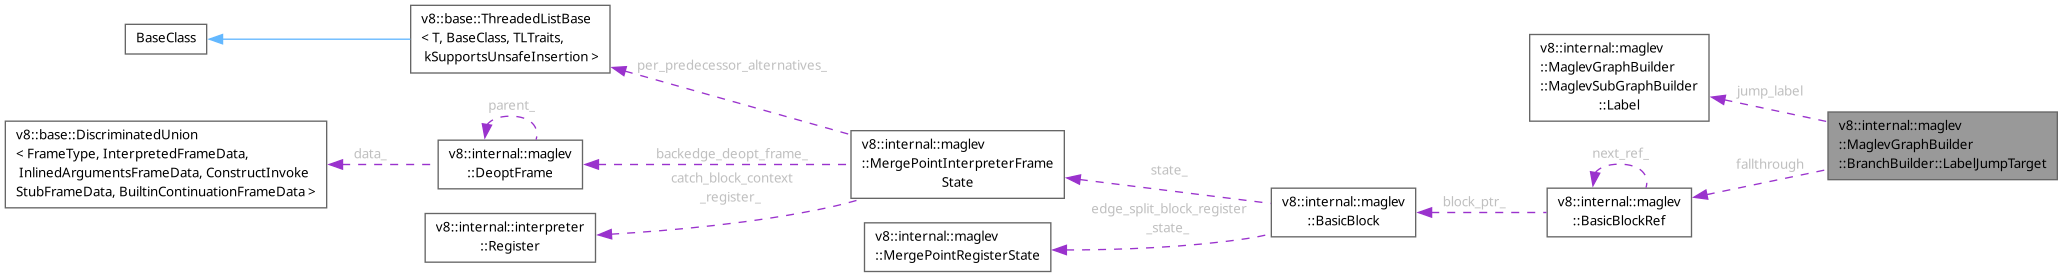 BaseClass
v8::base::ThreadedListBase
< T, BaseClass, TLTraits,
kSupportsUnsafeInsertion >
per_predecessor_alternatives_
v8::base::DiscriminatedUnion
< FrameType, InterpretedFrameData,
InlinedArgumentsFrameData, ConstructInvoke
StubFrameData, BuiltinContinuationFrameData >
data_
parent_
v8::internal::maglev
::DeoptFrame
backedge_deopt_frame_
catch_block_context
_register_
v8::internal::interpreter
::Register
v8::internal::maglev
::MergePointInterpreterFrame
State
state_
edge_split_block_register
_state_
v8::internal::maglev
::MergePointRegisterState
v8::internal::maglev
::BasicBlock
block_ptr_
next_ref_
v8::internal::maglev
::BasicBlockRef
v8::internal::maglev
::MaglevGraphBuilder
::MaglevSubGraphBuilder
::Label
jump_label
fallthrough
v8::internal::maglev
::MaglevGraphBuilder
::BranchBuilder::LabelJumpTarget